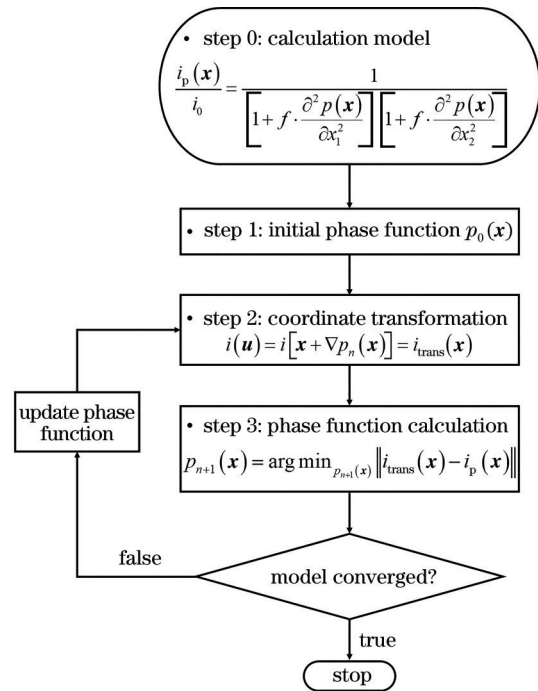 • step 0: calculation model
i_p(x)/i_0 = 1/([1+f·∂²p(x)/∂x_1²][1+f·∂²p(x)/∂x_2²])
• step 1: initial phase function p_0(x)
• step 2: coordinate transformation
i(u)=i[x+∇p_n(x)]=i_trans(x)
update phase
function
• step 3: phase function calculation
p_{n+1}(x)=arg min_{p_{n+1}(x)}‖i_trans(x)−i_p(x)‖
false
model converged?
true
stop